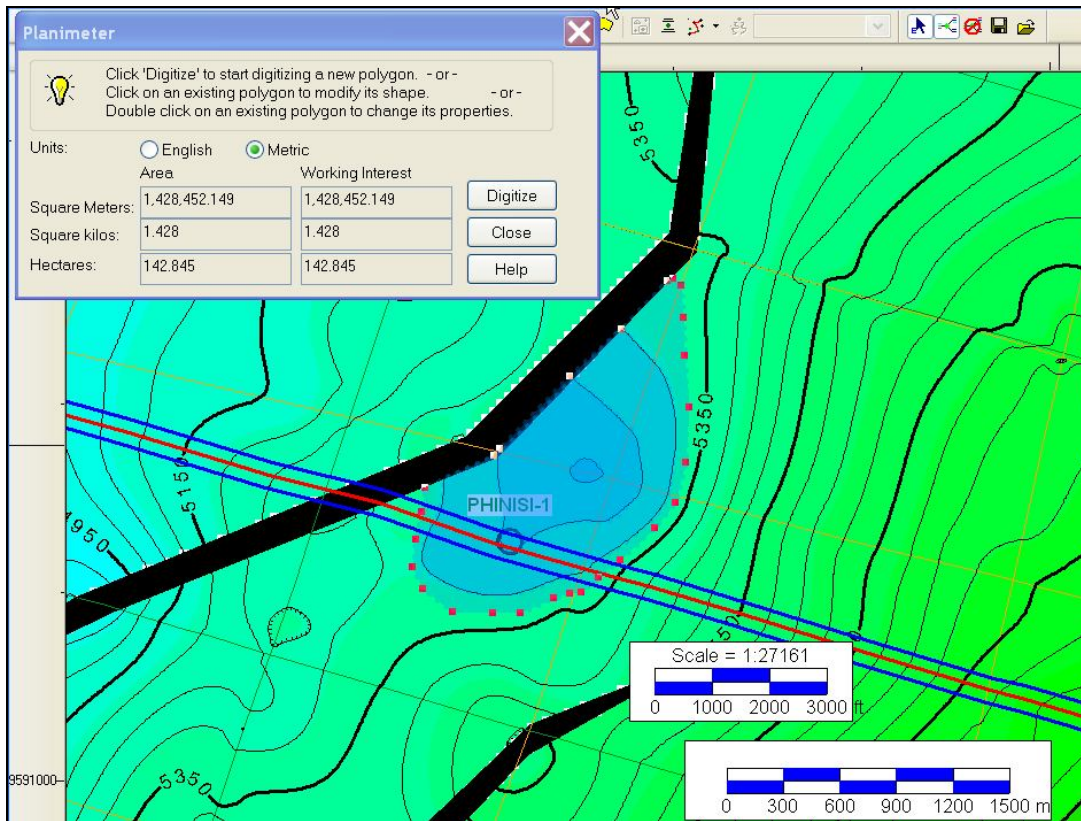 Planimeter
Click 'Digitize' to start digitizing a new polygon. - or -
Click on an existing polygon to modify its shape. - or-
Double click on an existing polygon to change its properties.
Units: English Metric
Area Working Interest
Square Meters: 1,428,452.149 1,428,452.149 Digitize
Square kilos: 1.428 1.428 Close
Hectares: 142.845 142.845 Help
5350
5350
5150
4950
PHINISI-1
Scale = 1:27161
0 1000 2000 3000 ft
9591000
5350
0 300 600 900 1200 1500 m